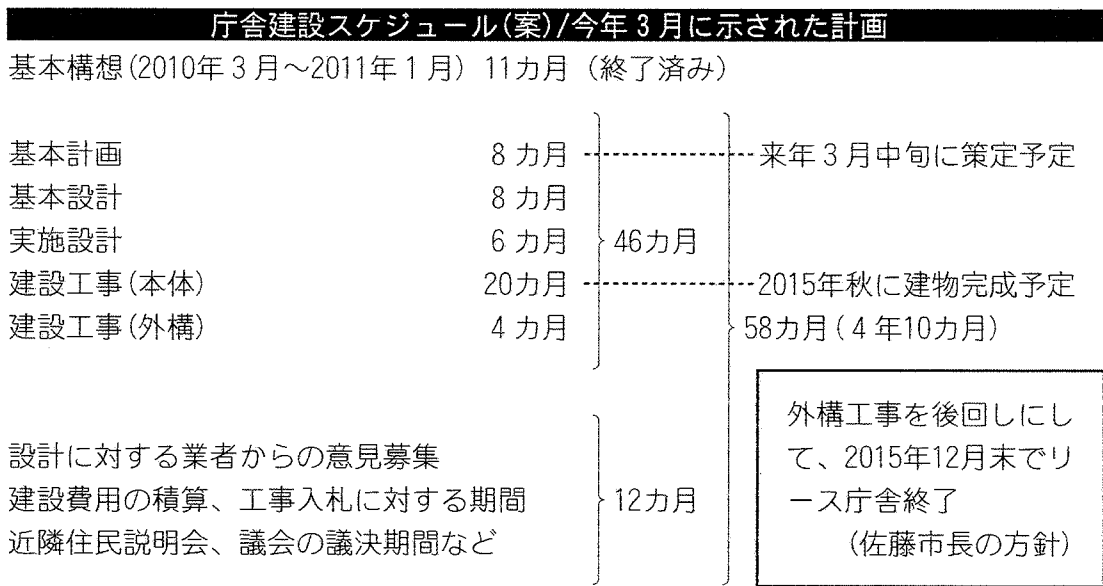 庁舎建設スケジュール(案)/今年3月に示された計画
基本構想(2010年3月～2011年1月) 11カ月 (終了済み)
基本計画 8カ月 来年3月中旬に策定予定
基本設計 8カ月
実施設計 6カ月 46カ月
建設工事(本体) 20カ月 2015年秋に建物完成予定
建設工事(外構) 4カ月 58カ月(4年10カ月)
設計に対する業者からの意見募集
建設費用の積算、工事入札に対する期間 12カ月
近隣住民説明会、議会の議決期間など
外構工事を後回しにし
て、2015年12月末でリ
ース庁舎終了
(佐藤市長の方針)